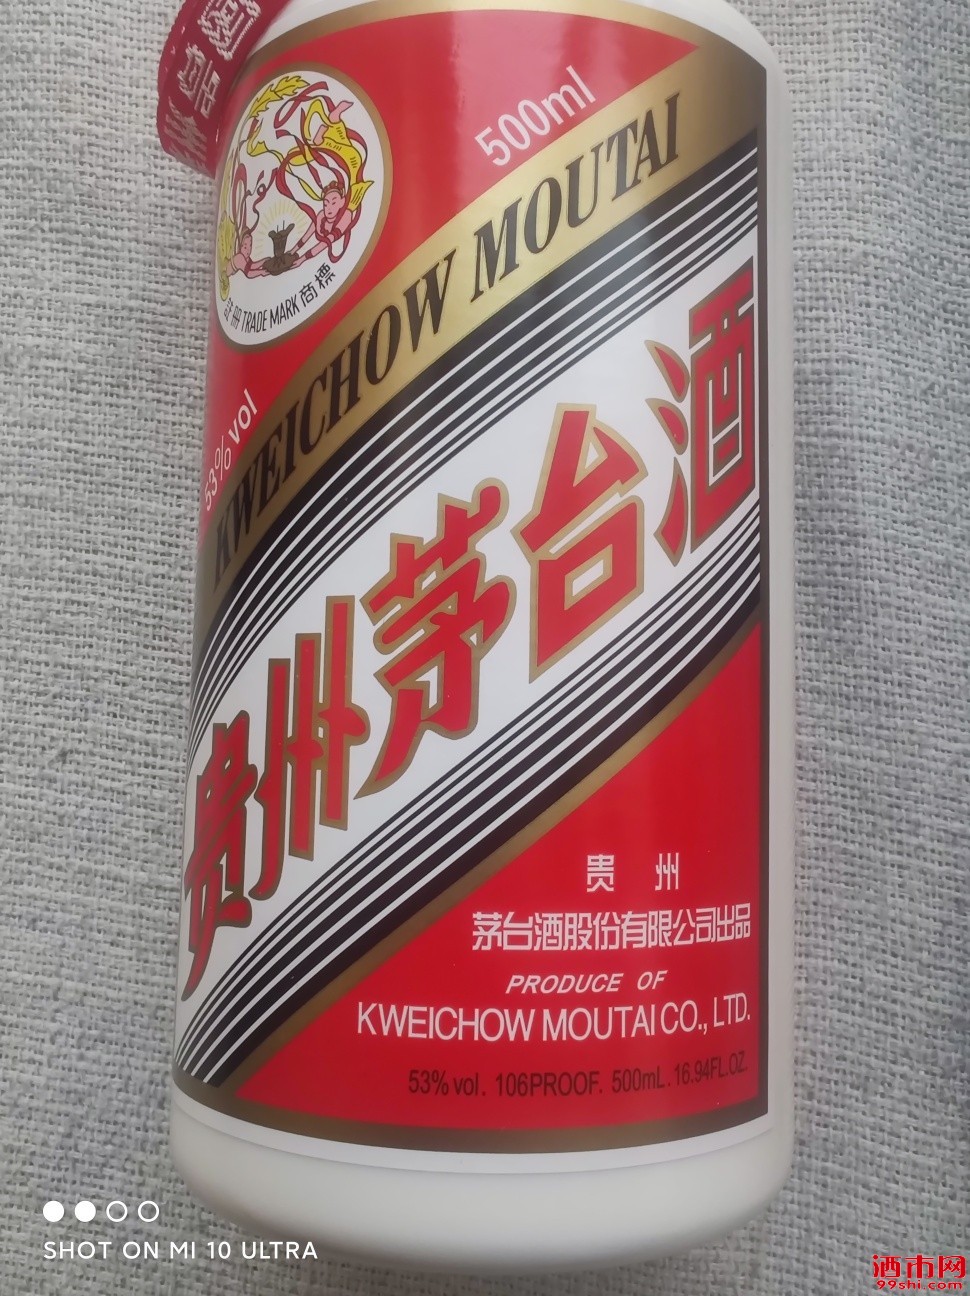 500ml
註冊 TRADE MARK 商標
KWEICHOW MOUTAI
53% vol
贵州茅台酒
贵 州
茅台酒股份有限公司出品
PRODUCE OF
KWEICHOW MOUTAI CO., LTD.
53% vol. 106PROOF. 500mL. 16.94FL.OZ.
SHOT ON MI 10 ULTRA
酒市网
99shi.com